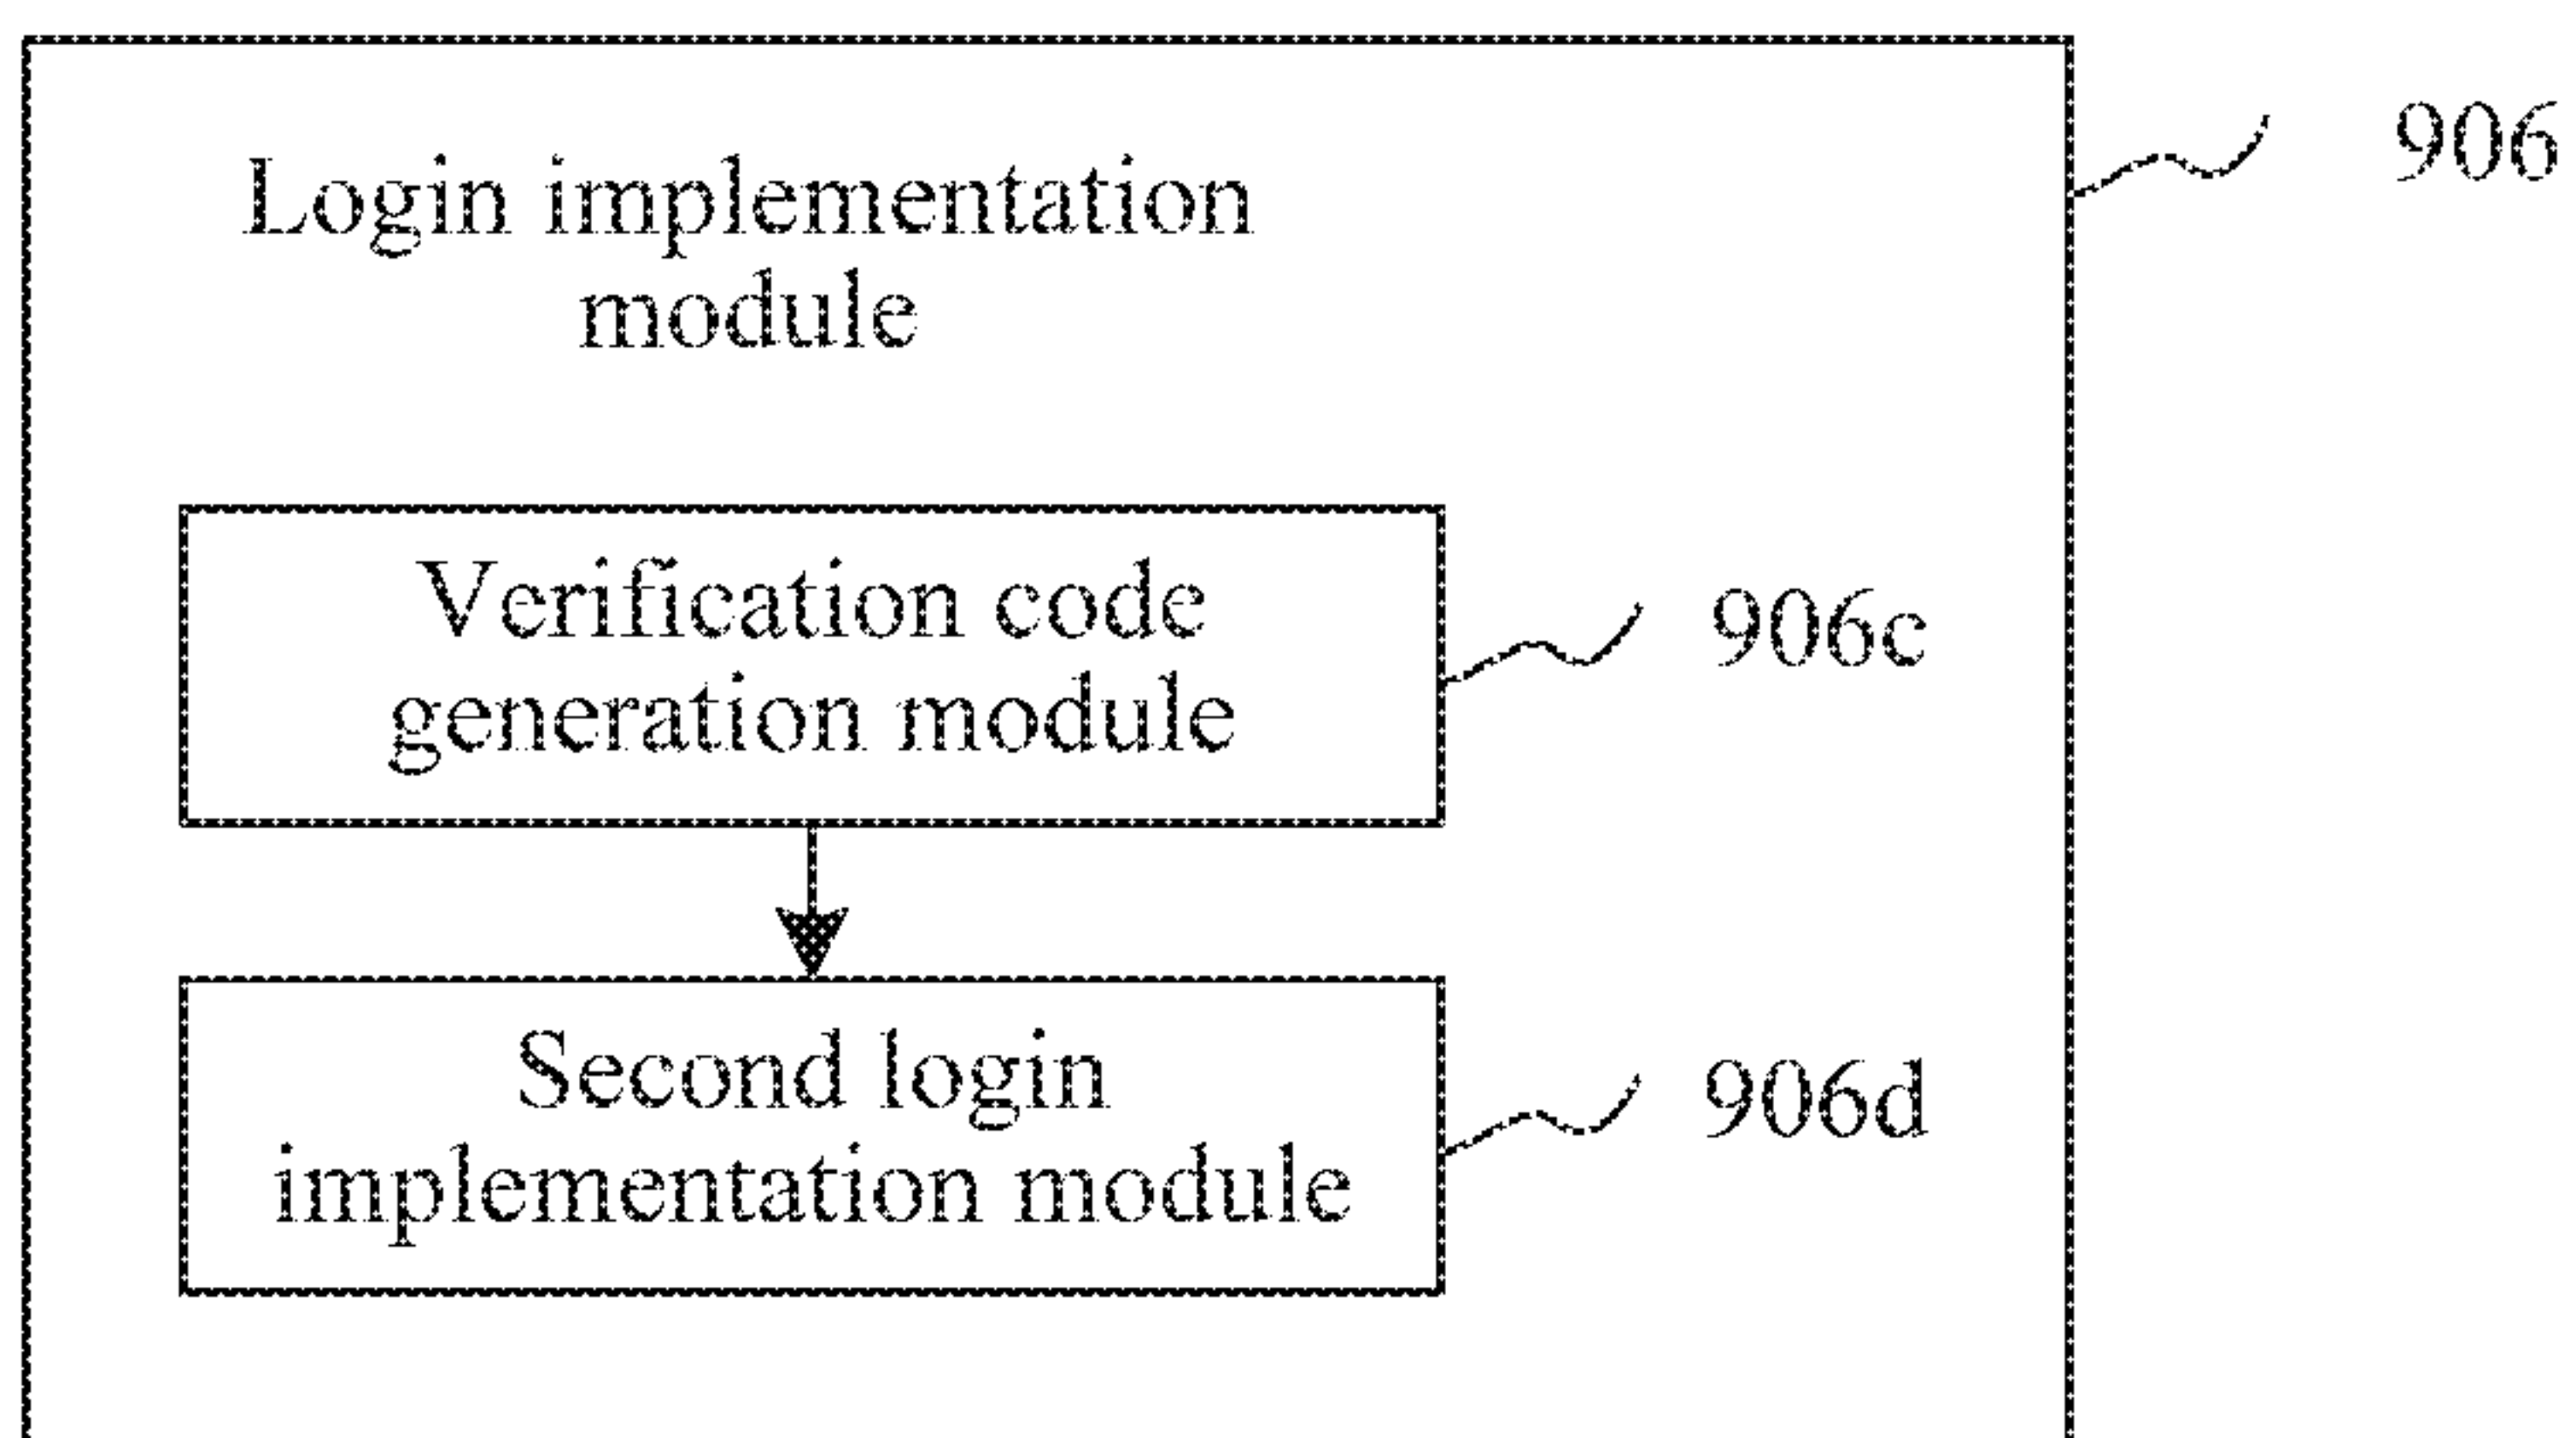 Login implementation
module
906
Verification code
generation module
906c
Second login
implementation module
906d